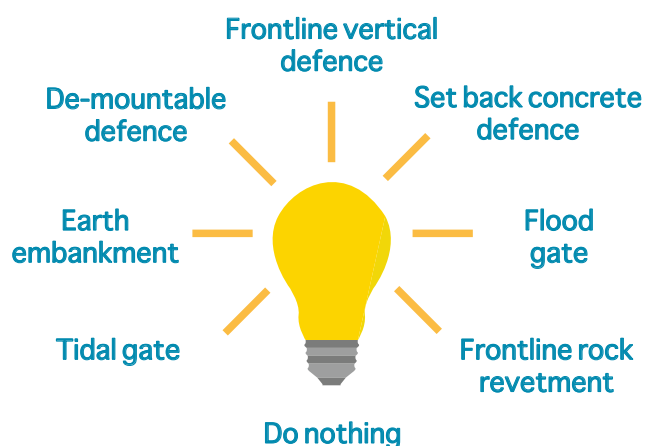 Frontline vertical
defence
De-mountable
defence
Set back concrete
defence
Earth
embankment
Flood
gate
Tidal gate
Frontline rock
revetment
Do nothing